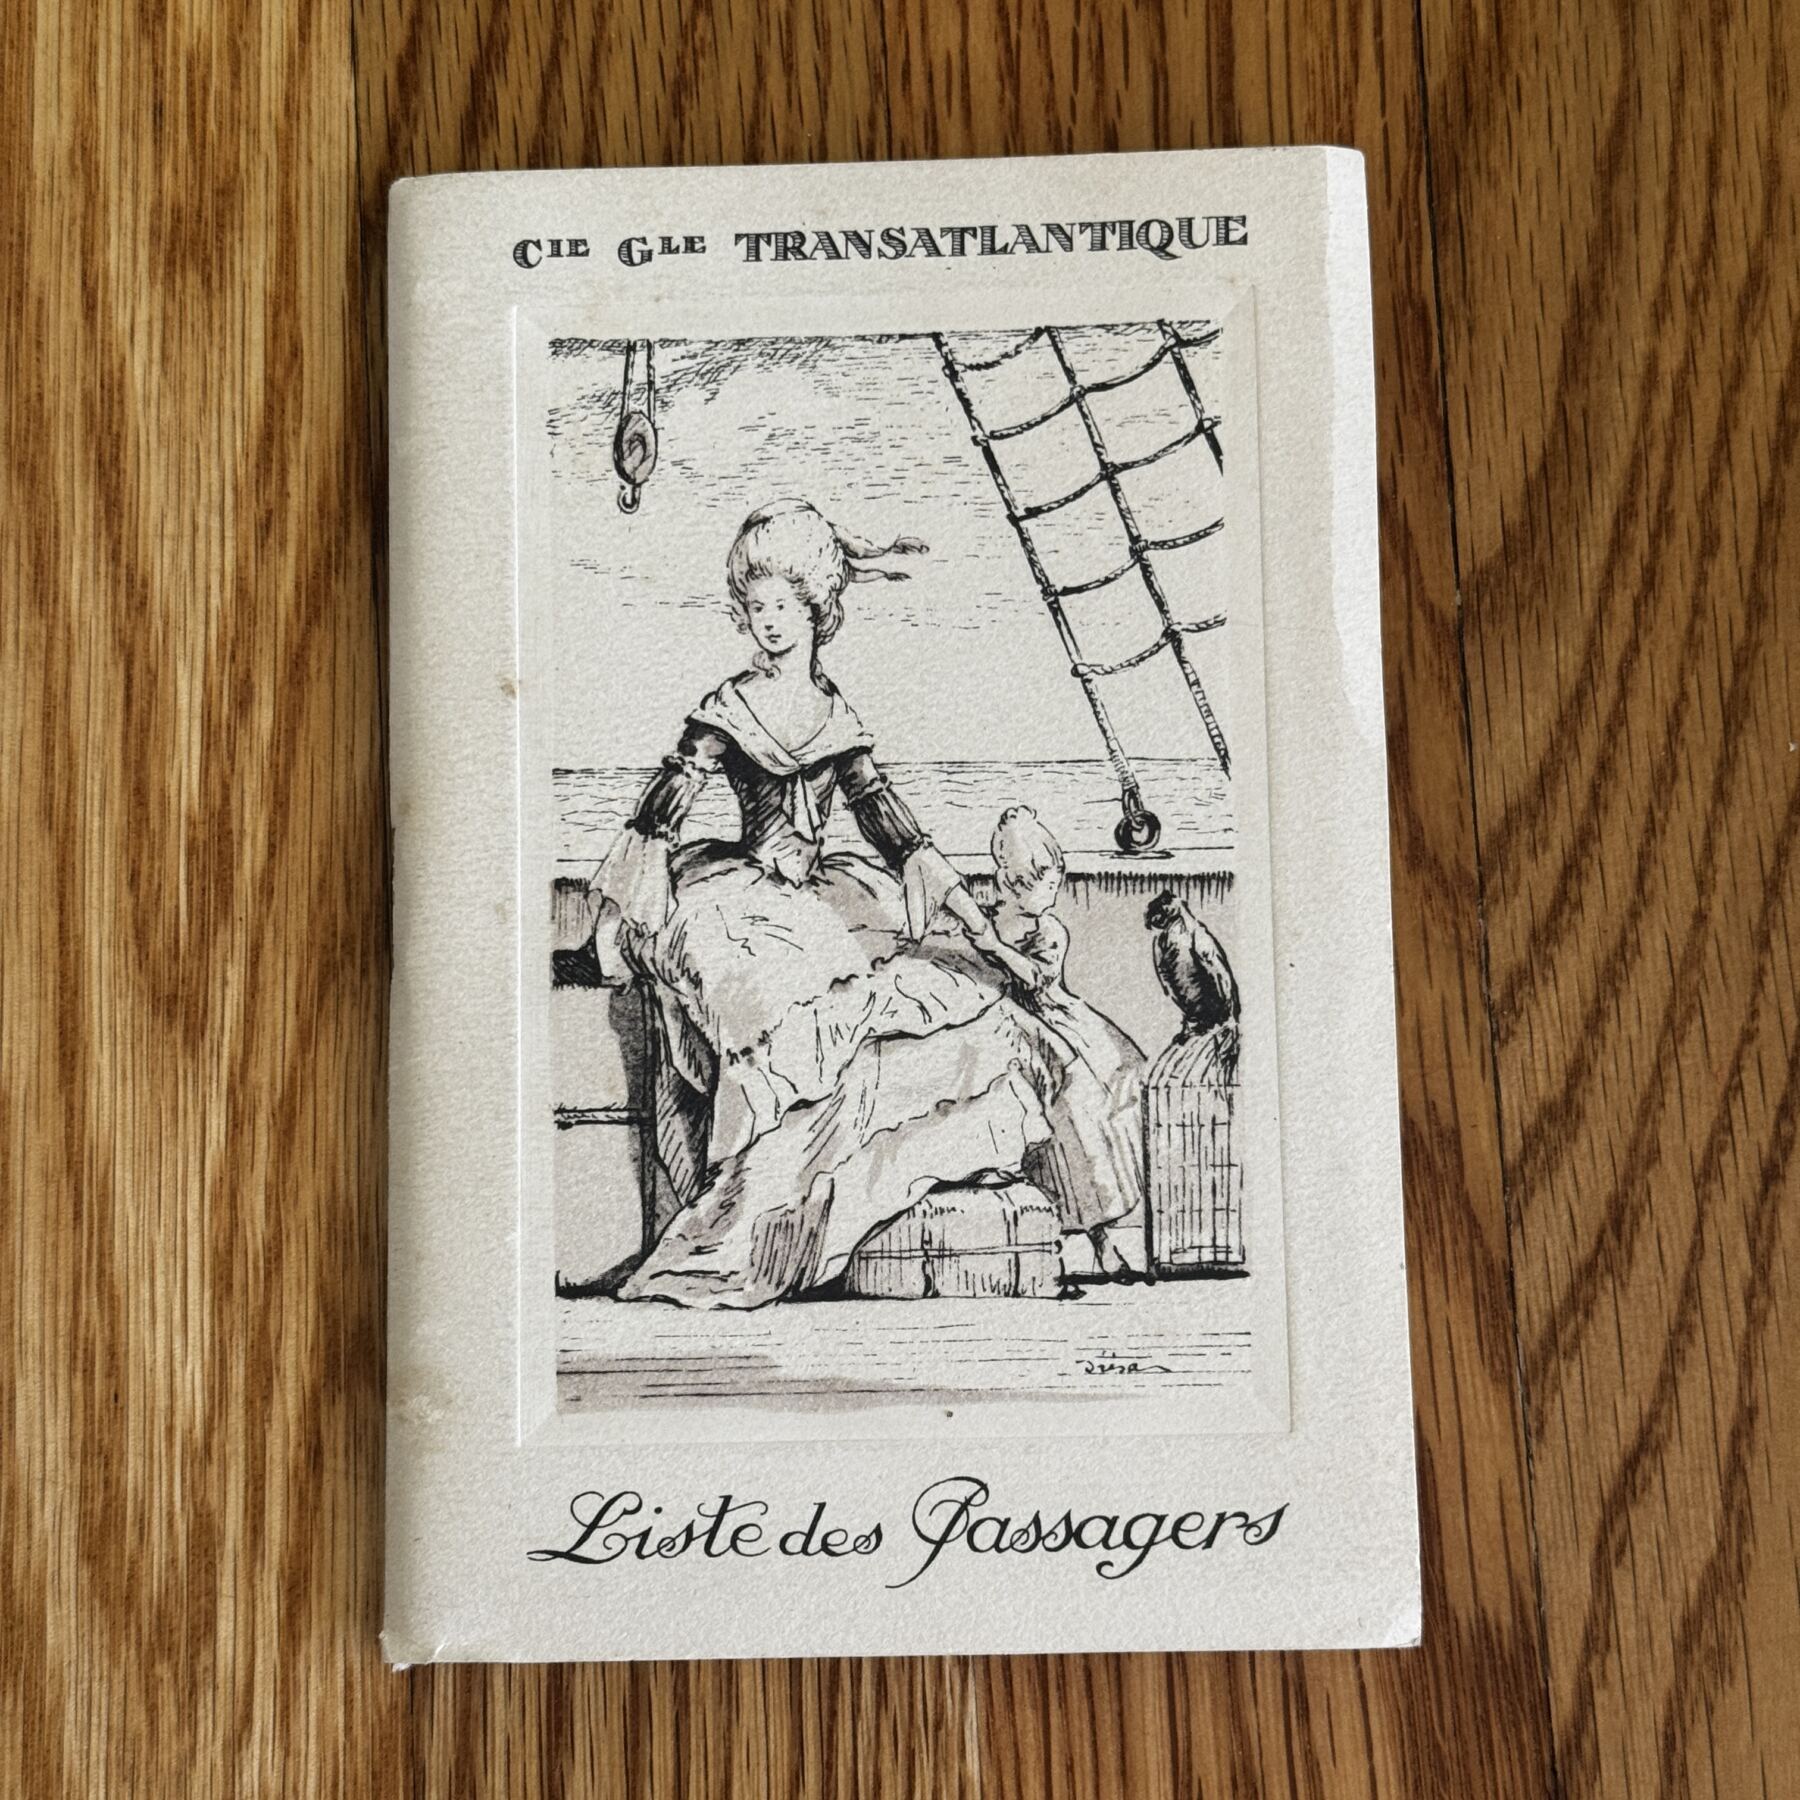 CIE GLE TRANSATLANTIQUE
Liste des Passagers